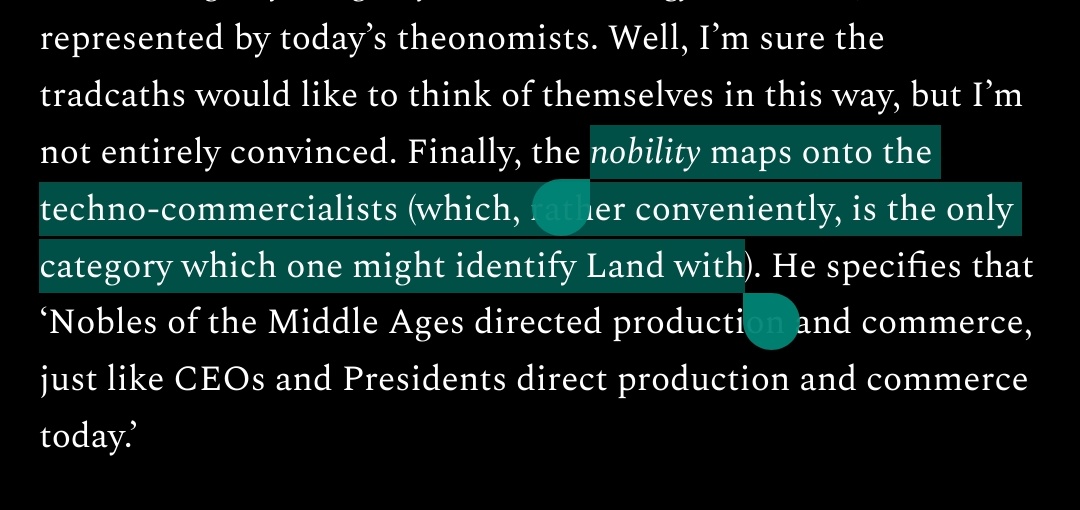 represented by today’s theonomists. Well, I’m sure the
tradcaths would like to think of themselves in this way, but I’m
not entirely convinced. Finally, the nobility maps onto the
techno-commercialists (which, rather conveniently, is the only
category which one might identify Land with). He specifies that
‘Nobles of the Middle Ages directed production and commerce,
just like CEOs and Presidents direct production and commerce
today.’